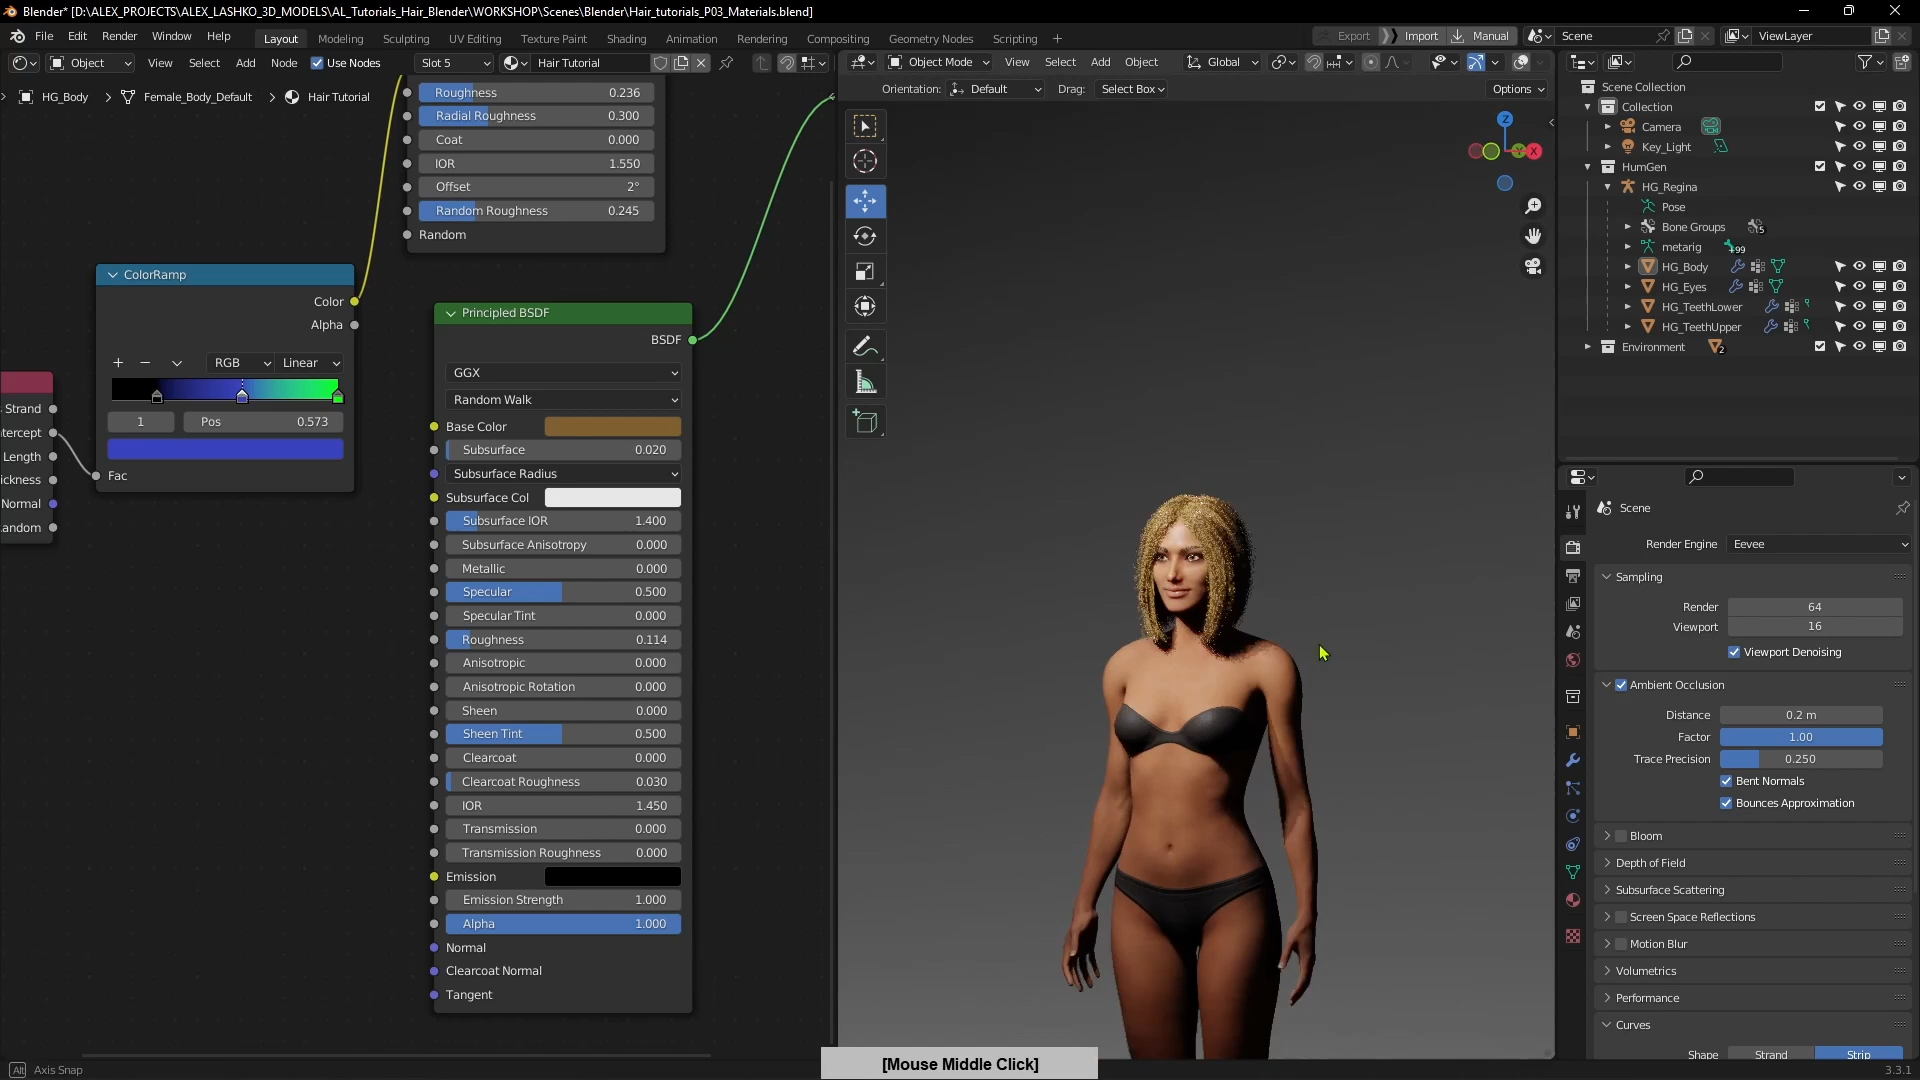 Blender* [D:\ALEX_PROJECTS\ALEX_LASHKO_3D_MODELS\AL_Tutorials_Hair_Blender\WORKSHOP\Scenes\Blender\Hair_tutorials_P03_Materials.blend]
File Edit Render Window Help Layout Modeling Sculpting UV Editing Texture Paint Shading Animation Rendering Compositing Geometry Nodes Scripting + Export Import Manual Scene ViewLayer
Object View Select Add Node Use Nodes Slot 5 Hair Tutorial
HG_Body > Female_Body_Default > Hair Tutorial
Roughness 0.236
Radial Roughness 0.300
Coat 0.000
IOR 1.550
Offset 2°
Random Roughness 0.245
Random
ColorRamp
Color
Alpha
+ - RGB Linear
1 Pos 0.573
Fac
Strand
tercept
Length
ickness
Normal
andom
Principled BSDF
BSDF
GGX
Random Walk
Base Color
Subsurface 0.020
Subsurface Radius
Subsurface Col
Subsurface IOR 1.400
Subsurface Anisotropy 0.000
Metallic 0.000
Specular 0.500
Specular Tint 0.000
Roughness 0.114
Anisotropic 0.000
Anisotropic Rotation 0.000
Sheen 0.000
Sheen Tint 0.500
Clearcoat 0.000
Clearcoat Roughness 0.030
IOR 1.450
Transmission 0.000
Transmission Roughness 0.000
Emission
Emission Strength 1.000
Alpha 1.000
Normal
Clearcoat Normal
Tangent
Object Mode View Select Add Object Global
Orientation: Default Drag: Select Box Options
Z
Y X
Scene Collection
Collection
Camera
Key_Light
HumGen
HG_Regina
Pose
Bone Groups 5
metarig +99
HG_Body
HG_Eyes
HG_TeethLower
HG_TeethUpper
Environment 2
Scene
Render Engine Eevee
Sampling
Render 64
Viewport 16
Viewport Denoising
Ambient Occlusion
Distance 0.2 m
Factor 1.00
Trace Precision 0.250
Bent Normals
Bounces Approximation
Bloom
Depth of Field
Subsurface Scattering
Screen Space Reflections
Motion Blur
Volumetrics
Performance
Curves
Shape Strand Strip
[Mouse Middle Click]
Alt Axis Snap
3.3.1